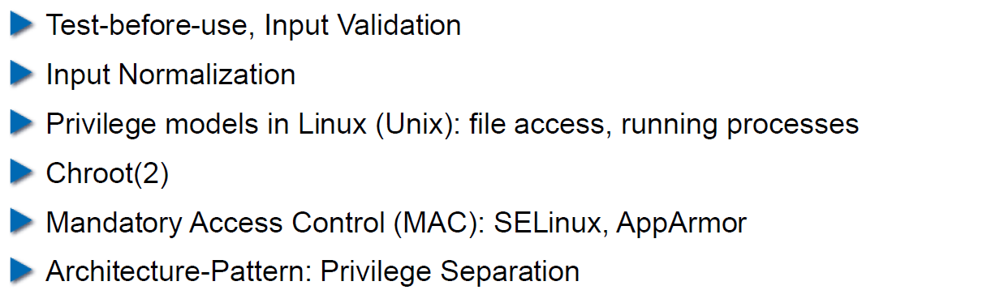 Test-before-use, Input Validation
Input Normalization
Privilege models in Linux (Unix): file access, running processes
Chroot(2)
Mandatory Access Control (MAC): SELinux, AppArmor
Architecture-Pattern: Privilege Separation